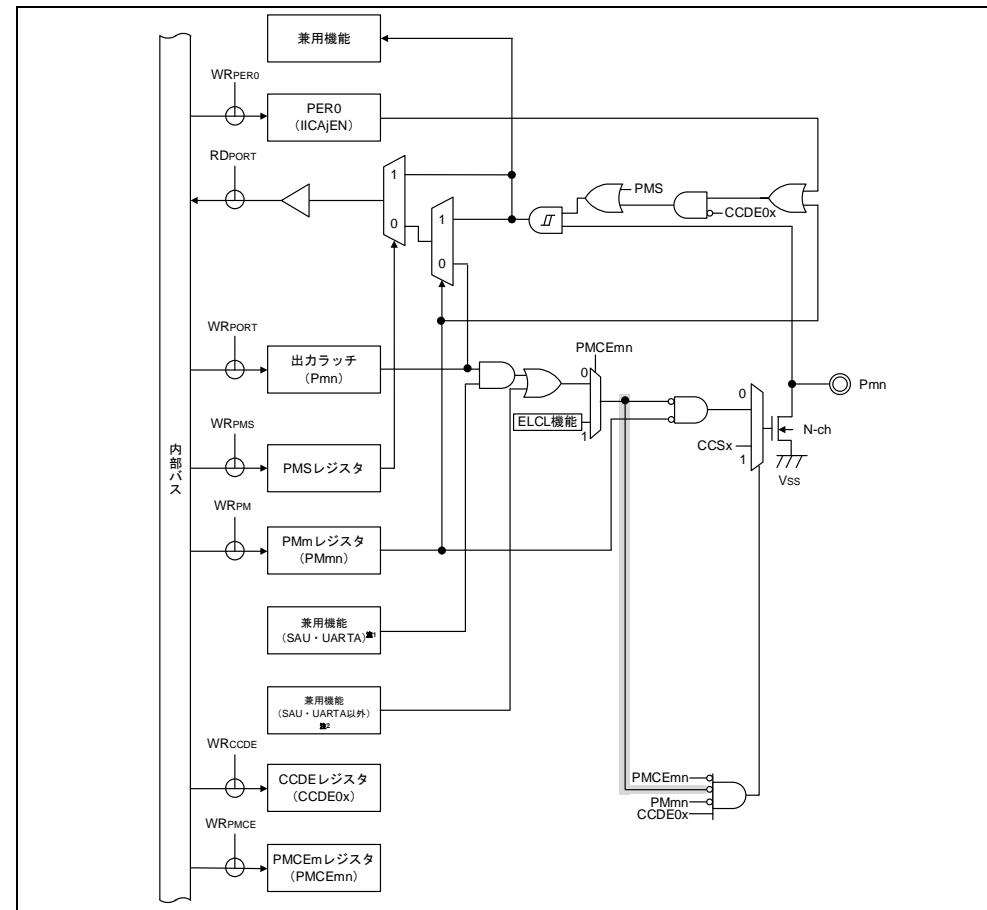 兼用機能
WRPER0
PER0
（IICAjEN）
RDPORT
1
0
1
0
PMS
CCDE0x
WRPORT
出力ラッチ
（Pmn）
PMCEmn
0
ELCL機能
1
0
CCSx
1
Pmn
N-ch
VSS
WRPMS
PMSレジスタ
内部バス
WRPM
PMmレジスタ
（PMmn）
兼用機能
（SAU・UARTA）注1
兼用機能
（SAU・UARTA以外）
注2
WRCCDE
CCDEレジスタ
（CCDE0x）
PMCEmn
PMmn
CCDE0x
WRPMCE
PMCEmレジスタ
（PMCEmn）